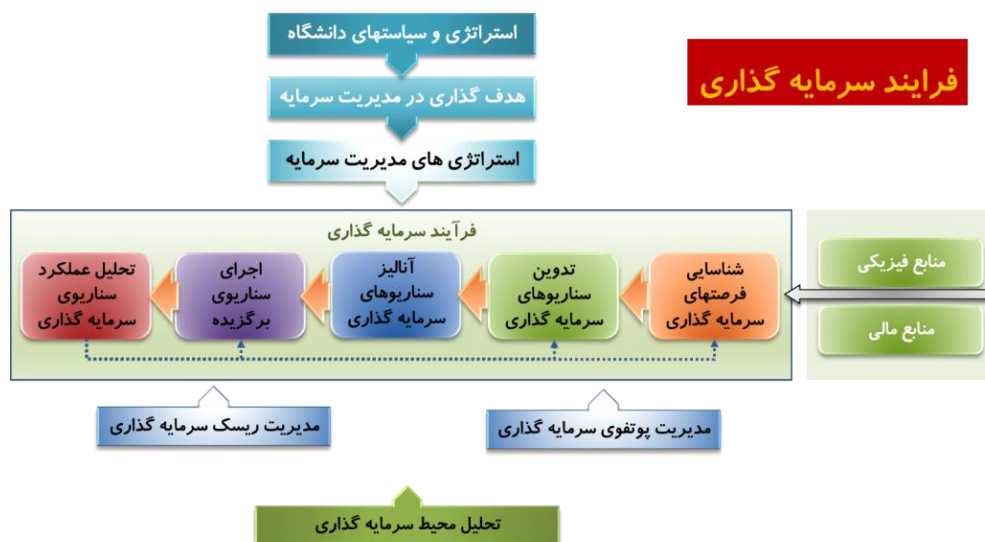 استراتژی و سیاستهای دانشگاه
فرایند سرمایه گذاری
هدف گذاری در مدیریت سرمایه
استراتژی های مدیریت سرمایه
فرآیند سرمایه گذاری
منابع فیزیکی
منابع مالی
شناسایی
فرصتهای
سرمایه گذاری
تدوین
سناریوهای
سرمایه گذاری
آنالیز
سناریوهای
سرمایه گذاری
اجرای
سناریوی
برگزیده
تحلیل عملکرد
سناریوی
سرمایه گذاری
مدیریت پوتفوی سرمایه گذاری
مدیریت ریسک سرمایه گذاری
تحلیل محیط سرمایه گذاری